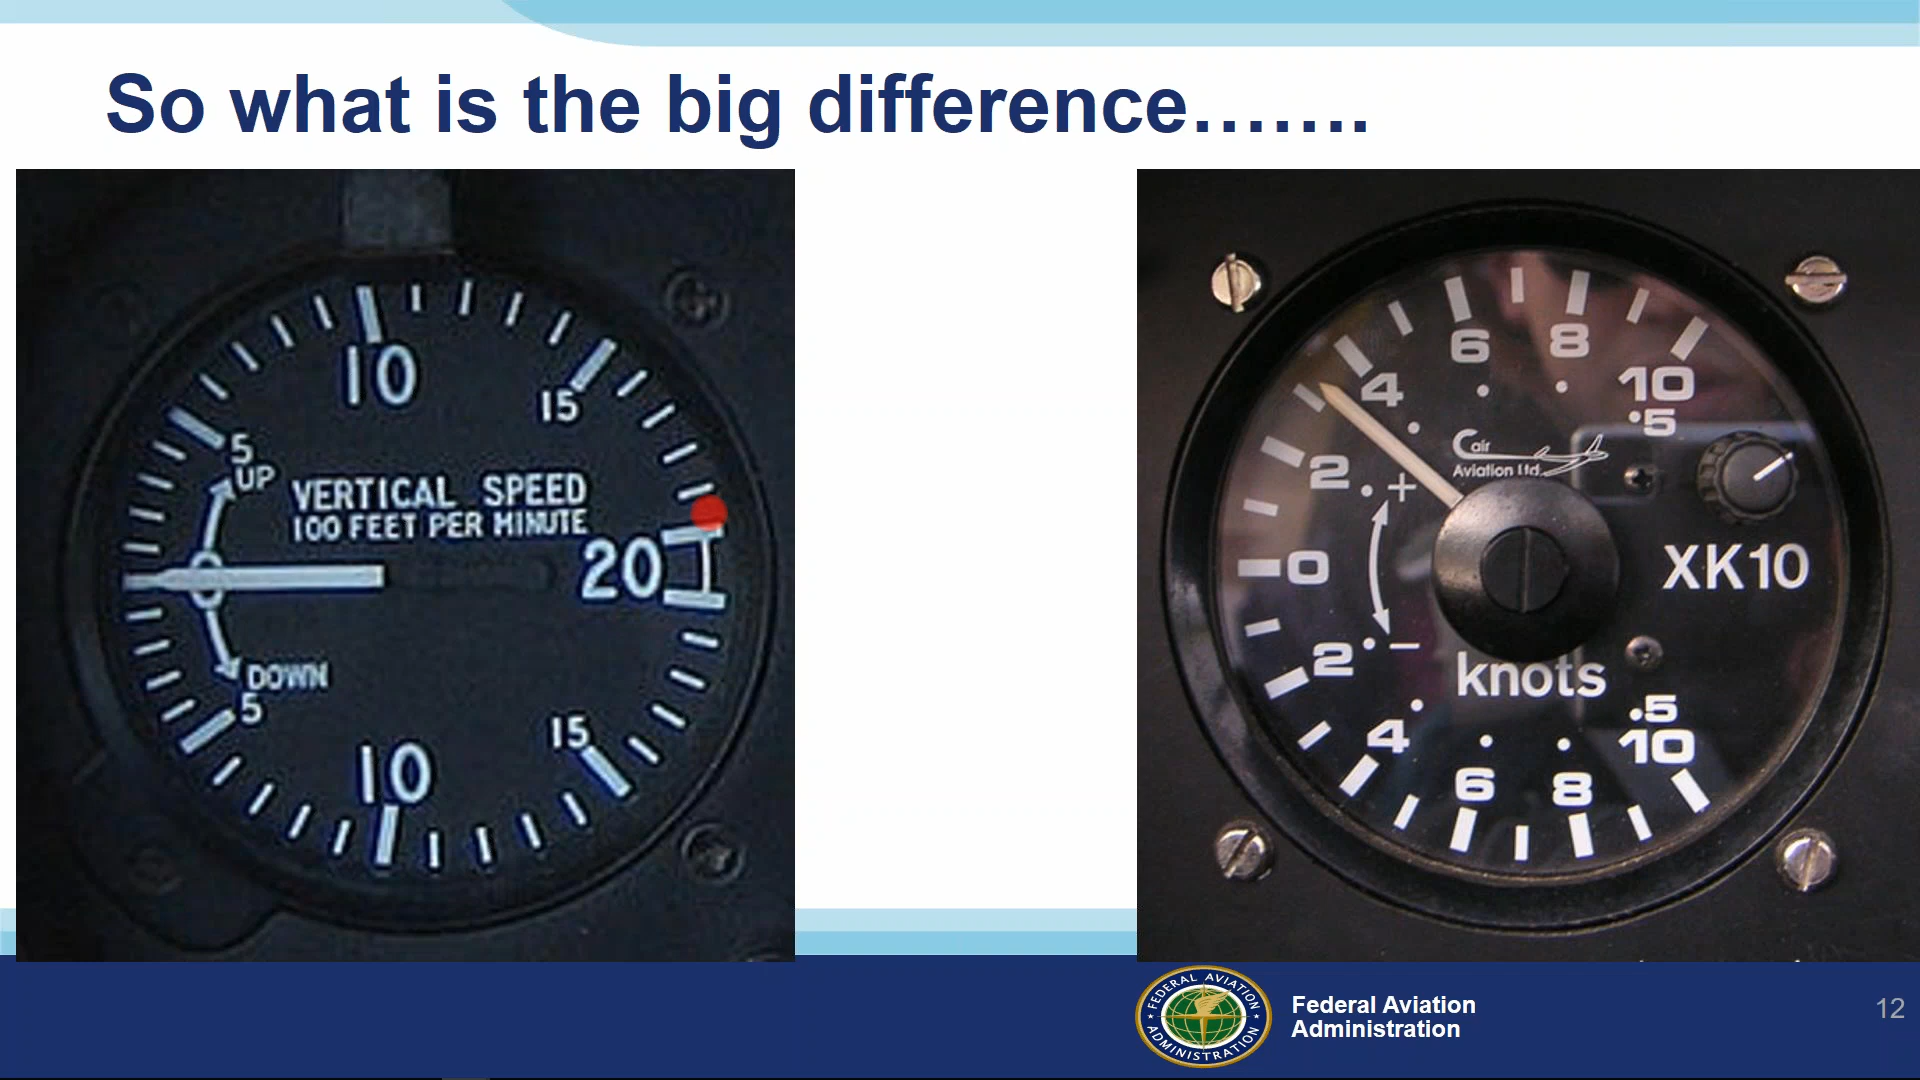 So what is the big difference…….
10
15
5
UP
VERTICAL SPEED
100 FEET PER MINUTE
20
0
DOWN
5
15
10
6
8
4
10
.5
Cair
Aviation Ltd.
2
+
0
XK10
2
−
knots
.5
4
10
6
8
FEDERAL AVIATION
ADMINISTRATION
Federal Aviation
Administration
12